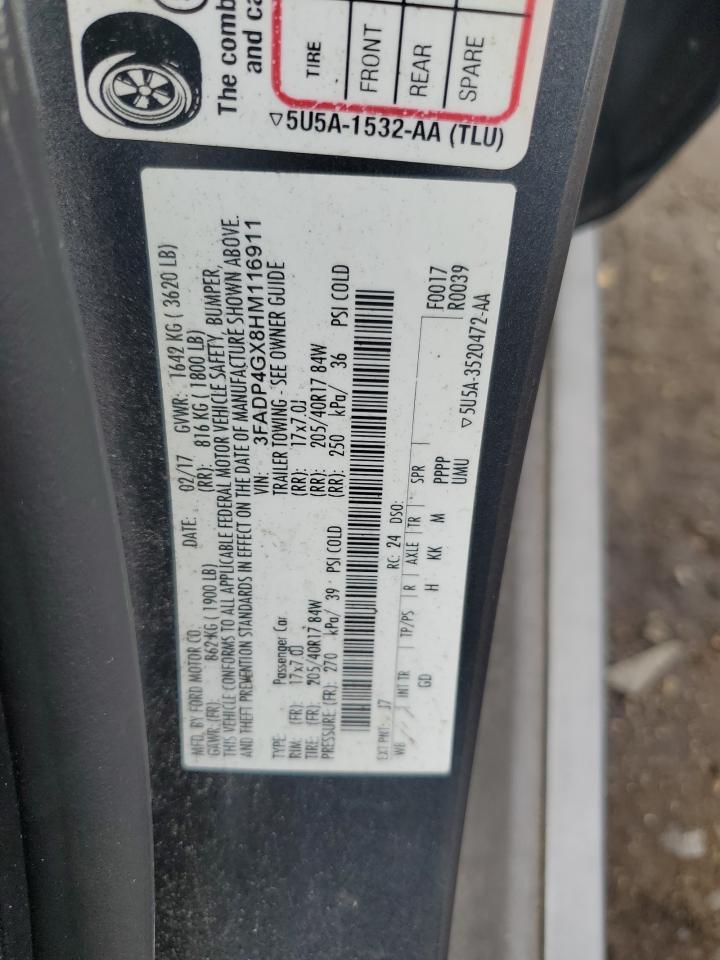 The comb
and ca
TIRE
FRONT
REAR
SPARE
▽5U5A-1532-AA (TLU)
MFD. BY FORD MOTOR CO.
DATE: 02/17 GVWR: 1642 KG ( 3620 LB)
GAWR: (FR): 862 KG ( 1900 LB) (RR): 816 KG ( 1800 LB)
THIS VEHICLE CONFORMS TO ALL APPLICABLE FEDERAL MOTOR VEHICLE SAFETY, BUMPER,
AND THEFT PREVENTION STANDARDS IN EFFECT ON THE DATE OF MANUFACTURE SHOWN ABOVE.
VIN: 3FADP4GX8HM116911
TYPE: Passenger Car TRAILER TOWING - SEE OWNER GUIDE
RIM: (FR): 17x7.0J (RR): 17x7.0J
TIRE: (FR): 205/40R17 84W (RR): 205/40R17 84W
PRESSURE: (FR): 270 kPa/ 39 PSI COLD (RR): 250 kPa/ 36 PSI COLD
EXT PNT: J7 RC: 24 DSO: F0017
WB INT TR TP/PS R AXLE TR SPR R0039
GD H KK M PPPP
UMU
▽5U5A-3520472-AA